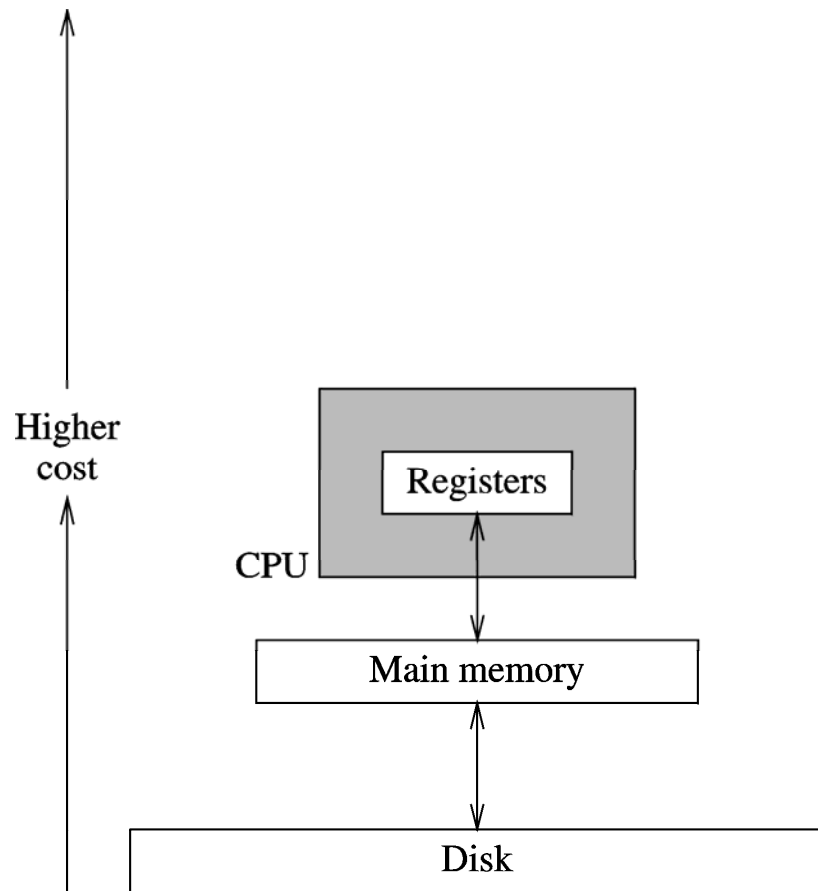 Higher
cost
Registers
CPU
Main memory
Disk